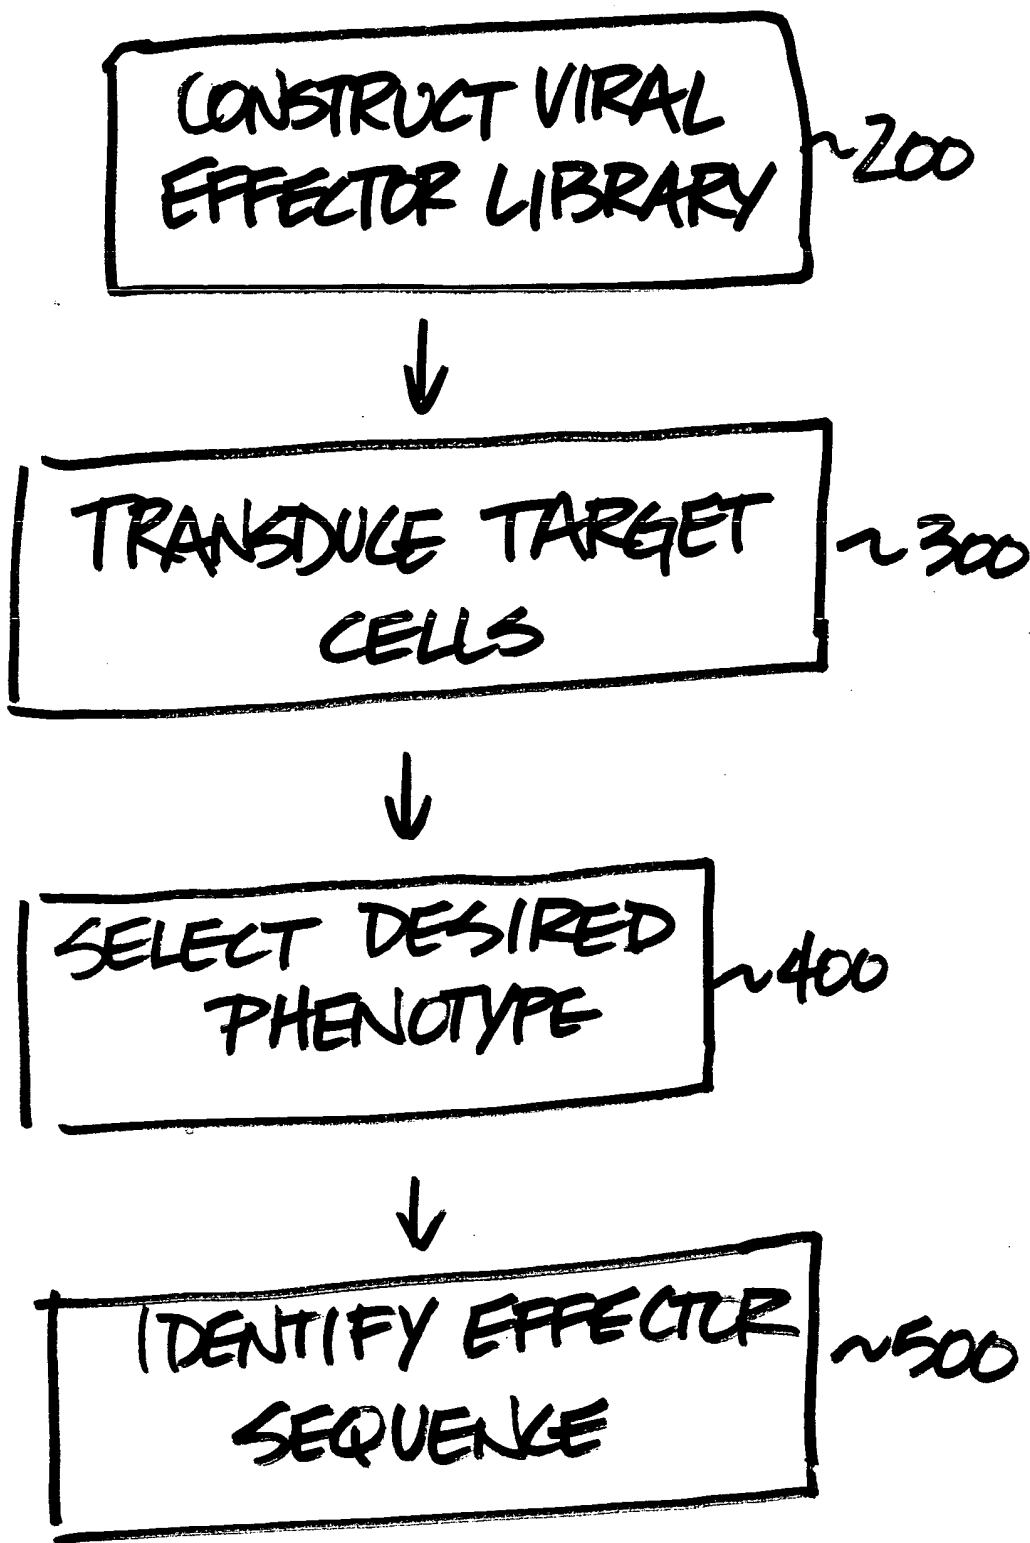 CONSTRUCT VIRAL
EFFECTOR LIBRARY
~200
TRANSDUCE TARGET
CELLS
~300
SELECT DESIRED
PHENOTYPE
~400
IDENTIFY EFFECTOR
SEQUENCE
~500